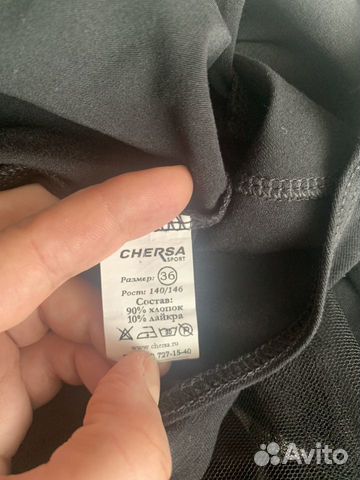 CHERSA
SPORT
Размер: 36
Рост: 140/146
Состав:
90% хлопок
10% лайкра
www.chersa.ru
727-15-40
Avito